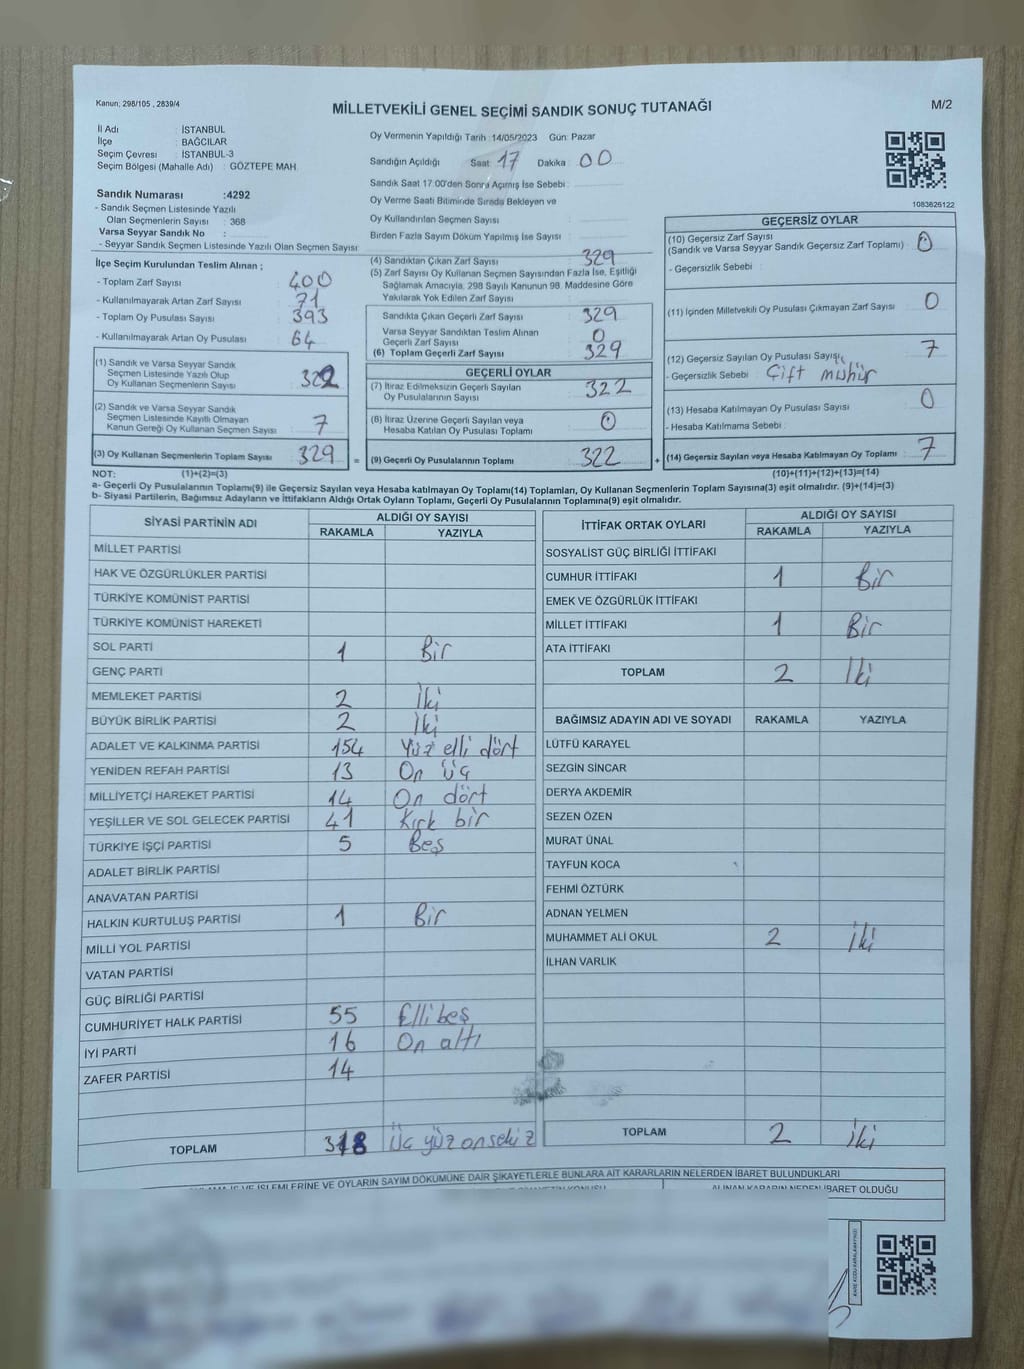 Kanun; 298/105 , 2839/4
MİLLETVEKİLİ GENEL SEÇİMİ SANDIK SONUÇ TUTANAĞI
M/2
İl Adı : İSTANBUL
İlçe : BAĞCILAR
Seçim Çevresi : İSTANBUL-3
Seçim Bölgesi (Mahalle Adı) : GÖZTEPE MAH.
Sandık Numarası :4292
- Sandık Seçmen Listesinde Yazılı
Olan Seçmenlerin Sayısı : 368
Varsa Seyyar Sandık No :
- Seyyar Sandık Seçmen Listesinde Yazılı Olan Seçmen Sayısı:
Oy Vermenin Yapıldığı Tarih :14/05/2023 Gün: Pazar
Sandığın Açıldığı Saat 17 Dakika : 00
Sandık Saat 17.00'den Sonra Açılmış İse Sebebi :
Oy Verme Saati Bitiminde Sırada Bekleyen ve
Oy Kullandırılan Seçmen Sayısı :
Birden Fazla Sayım Döküm Yapılmış İse Sayısı :
1083626122
İlçe Seçim Kurulundan Teslim Alınan ;
- Toplam Zarf Sayısı : 400
- Kullanılmayarak Artan Zarf Sayısı : 71
- Toplam Oy Pusulası Sayısı : 393
- Kullanılmayarak Artan Oy Pusulası : 64
(1) Sandık ve Varsa Seyyar Sandık
Seçmen Listesinde Yazılı Olup
Oy Kullanan Seçmenlerin Sayısı : 322
(2) Sandık ve Varsa Seyyar Sandık
Seçmen Listesinde Kayıtlı Olmayan
Kanun Gereği Oy Kullanan Seçmen Sayısı : 7
(3) Oy Kullanan Seçmenlerin Toplam Sayısı : 329
(4) Sandıktan Çıkan Zarf Sayısı : 329
(5) Zarf Sayısı Oy Kullanan Seçmen Sayısından Fazla İse, Eşitliği
Sağlamak Amacıyla, 298 Sayılı Kanunun 98. Maddesine Göre
Yakılarak Yok Edilen Zarf Sayısı :
Sandıkta Çıkan Geçerli Zarf Sayısı : 329
Varsa Seyyar Sandıktan Teslim Alınan
Geçerli Zarf Sayısı : 0
(6) Toplam Geçerli Zarf Sayısı : 329
GEÇERLİ OYLAR
(7) İtiraz Edilmeksizin Geçerli Sayılan
Oy Pusulalarının Sayısı : 322
(8) İtiraz Üzerine Geçerli Sayılan veya
Hesaba Katılan Oy Pusulası Toplamı : 0
= (9) Geçerli Oy Pusulalarının Toplamı : 322
GEÇERSİZ OYLAR
(10) Geçersiz Zarf Sayısı
(Sandık ve Varsa Seyyar Sandık Geçersiz Zarf Toplamı) : 0
- Geçersizlik Sebebi :
(11) İçinden Milletvekili Oy Pusulası Çıkmayan Zarf Sayısı : 0
(12) Geçersiz Sayılan Oy Pusulası Sayısı : 7
- Geçersizlik Sebebi : Çift mühür
(13) Hesaba Katılmayan Oy Pusulası Sayısı : 0
- Hesaba Katılmama Sebebi :
+ (14) Geçersiz Sayılan veya Hesaba Katılmayan Oy Toplamı : 7
NOT: (1)+(2)=(3) (10)+(11)+(12)+(13)=(14)
a- Geçerli Oy Pusulalarının Toplamı(9) ile Geçersiz Sayılan veya Hesaba katılmayan Oy Toplamı(14) Toplamları, Oy Kullanan Seçmenlerin Toplam Sayısına(3) eşit olmalıdır. (9)+(14)=(3)
b- Siyasi Partilerin, Bağımsız Adayların ve İttifakların Aldığı Ortak Oyların Toplamı, Geçerli Oy Pusulalarının Toplamına(9) eşit olmalıdır.
SİYASİ PARTİNİN ADI ALDIĞI OY SAYISI
RAKAMLA YAZIYLA
MİLLET PARTİSİ
HAK VE ÖZGÜRLÜKLER PARTİSİ
TÜRKİYE KOMÜNİST PARTİSİ
TÜRKİYE KOMÜNİST HAREKETİ
SOL PARTİ 1 Bir
GENÇ PARTİ
MEMLEKET PARTİSİ 2 İki
BÜYÜK BİRLİK PARTİSİ 2 İki
ADALET VE KALKINMA PARTİSİ 154 Yüz elli dört
YENİDEN REFAH PARTİSİ 13 On üç
MİLLİYETÇİ HAREKET PARTİSİ 14 On dört
YEŞİLLER VE SOL GELECEK PARTİSİ 41 Kırk bir
TÜRKİYE İŞÇİ PARTİSİ 5 Beş
ADALET BİRLİK PARTİSİ
ANAVATAN PARTİSİ
HALKIN KURTULUŞ PARTİSİ 1 Bir
MİLLİ YOL PARTİSİ
VATAN PARTİSİ
GÜÇ BİRLİĞİ PARTİSİ
CUMHURİYET HALK PARTİSİ 55 Elli beş
İYİ PARTİ 16 On altı
ZAFER PARTİSİ 14
TOPLAM 318 Üç yüz onsekiz
İTTİFAK ORTAK OYLARI ALDIĞI OY SAYISI
RAKAMLA YAZIYLA
SOSYALİST GÜÇ BİRLİĞİ İTTİFAKI
CUMHUR İTTİFAKI 1 Bir
EMEK VE ÖZGÜRLÜK İTTİFAKI
MİLLET İTTİFAKI 1 Bir
ATA İTTİFAKI
TOPLAM 2 İki
BAĞIMSIZ ADAYIN ADI VE SOYADI RAKAMLA YAZIYLA
LÜTFÜ KARAYEL
SEZGİN SİNCAR
DERYA AKDEMİR
SEZEN ÖZEN
MURAT ÜNAL
TAYFUN KOCA
FEHMİ ÖZTÜRK
ADNAN YELMEN
MUHAMMET ALİ OKUL 2 İki
İLHAN VARLIK
TOPLAM 2 İki
İŞLEMLERİNE VE OYLARIN SAYIM DÖKÜMÜNE DAİR ŞİKAYETLERLE BUNLARA AİT KARARLARIN NELERDEN İBARET BULUNDUKLARI
ALINAN KARARIN NEDEN İBARET OLDUĞU